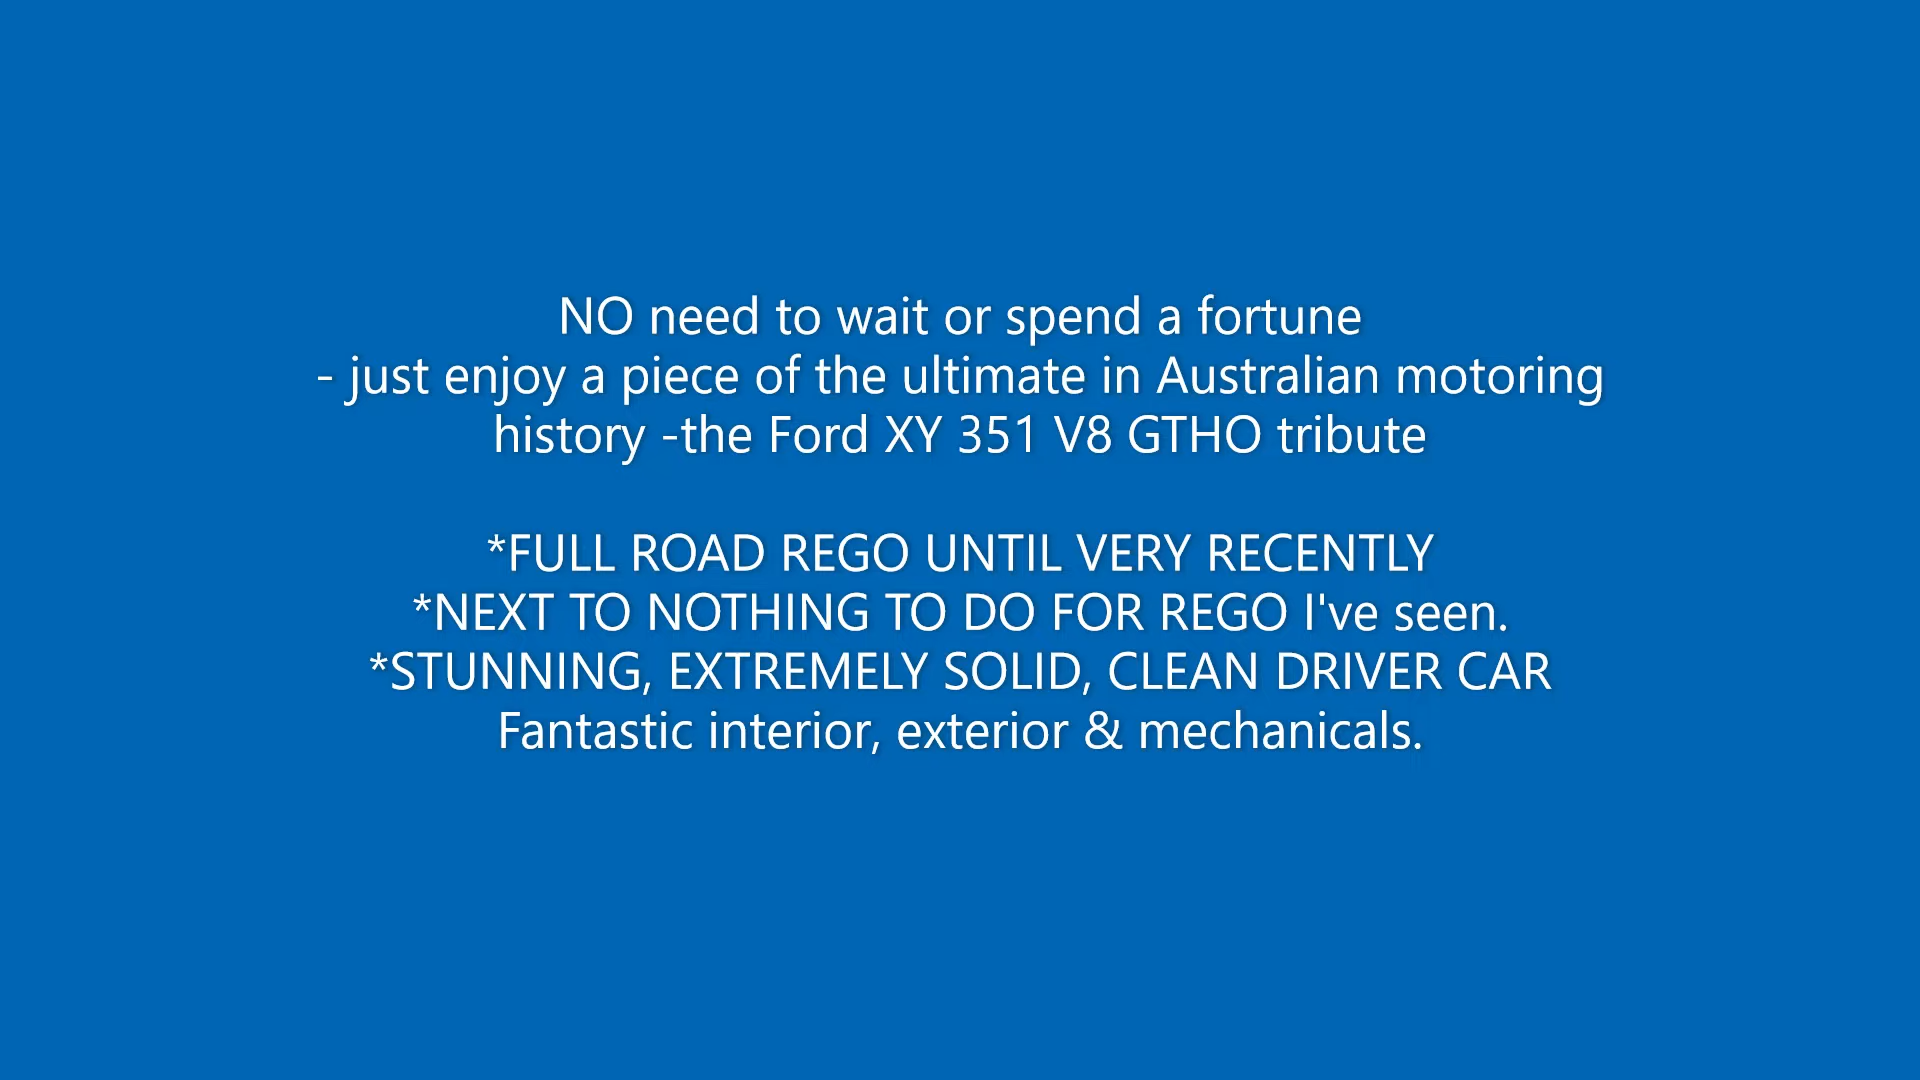 NO need to wait or spend a fortune
- just enjoy a piece of the ultimate in Australian motoring
history -the Ford XY 351 V8 GTHO tribute
*FULL ROAD REGO UNTIL VERY RECENTLY
*NEXT TO NOTHING TO DO FOR REGO I've seen.
*STUNNING, EXTREMELY SOLID, CLEAN DRIVER CAR
Fantastic interior, exterior & mechanicals.